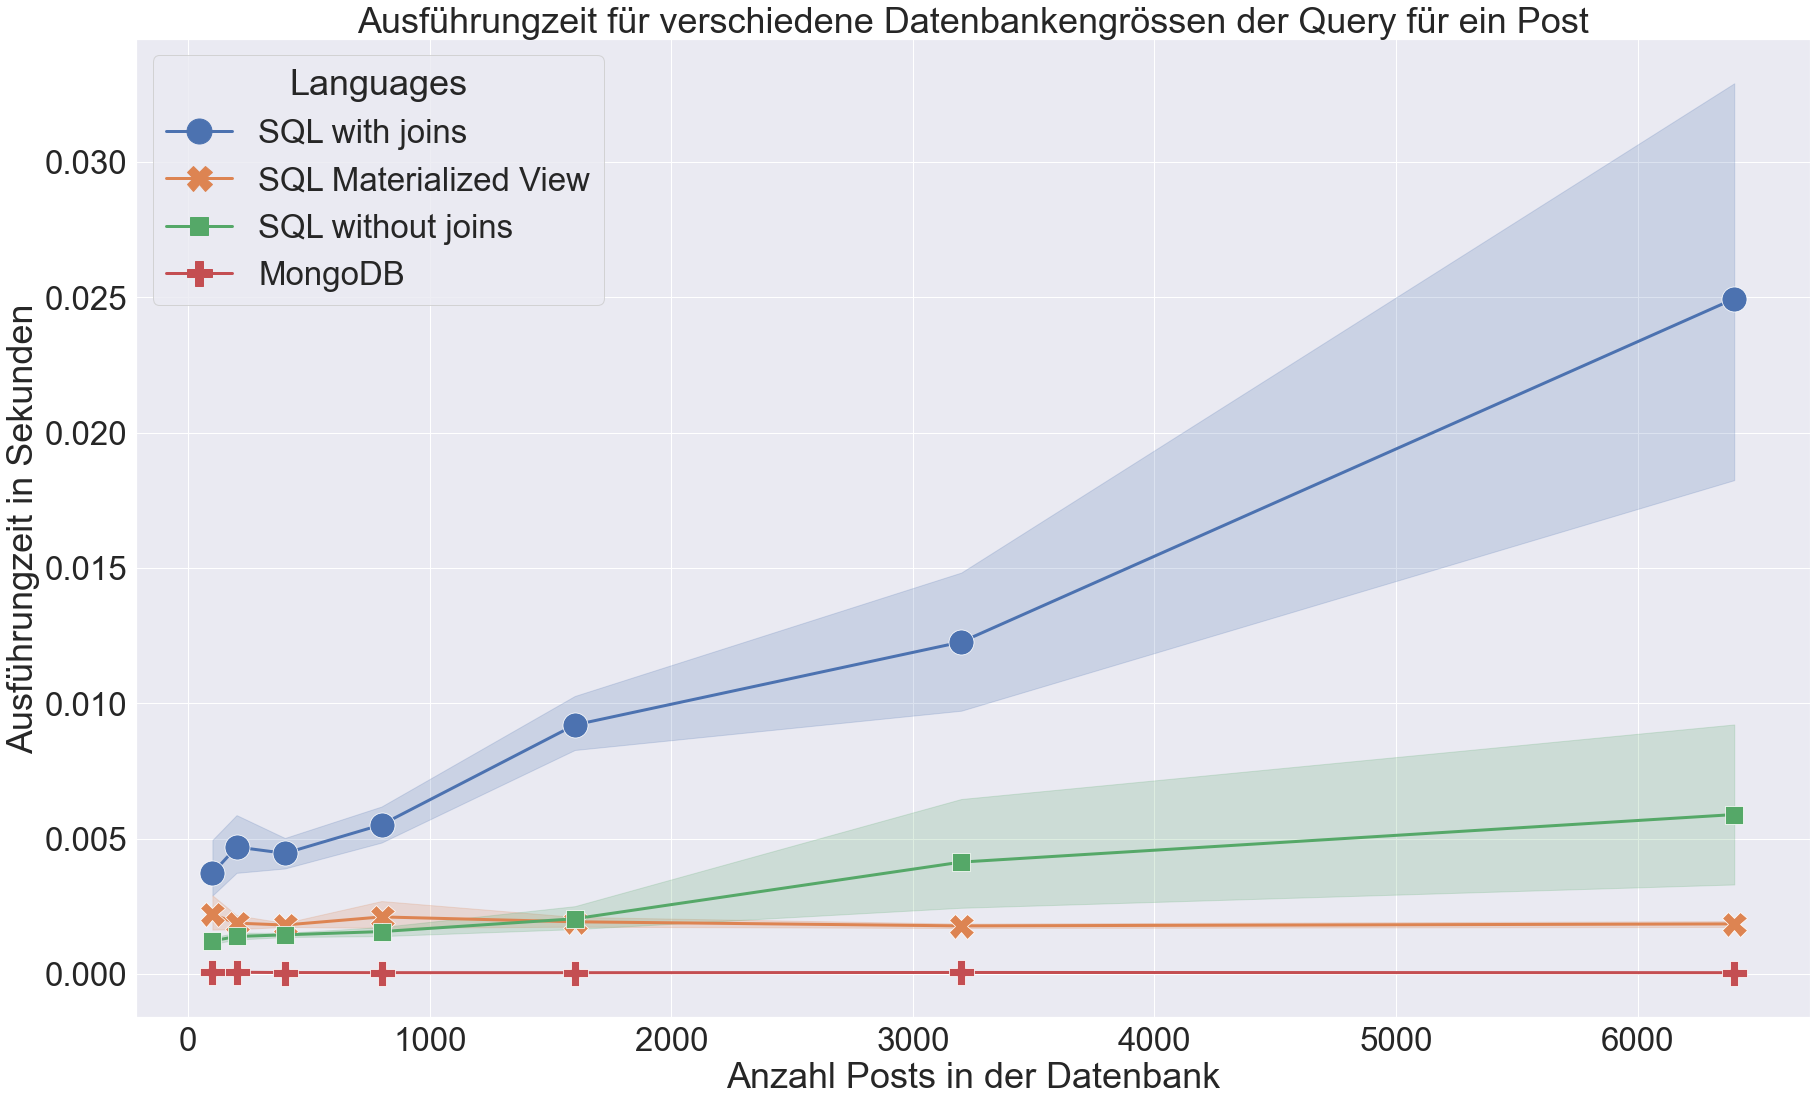 Ausführungzeit für verschiedene Datenbankengrössen der Query für ein Post
Languages
SQL with joins
SQL Materialized View
SQL without joins
MongoDB
Ausführungzeit in Sekunden
0.030
0.025
0.020
0.015
0.010
0.005
0.000
0 1000 2000 3000 4000 5000 6000
Anzahl Posts in der Datenbank